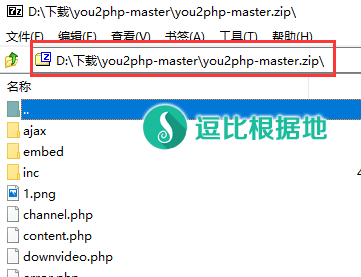 D:\下载\you2php-master\you2php-master.zip\
文件(F) 编辑(E) 查看(V) 书签(A) 工具(T) 帮助(H)
D:\下载\you2php-master\you2php-master.zip\
名称
..
ajax
embed
inc
1.png
channel.php
content.php
downvideo.php
error.php
逗比根据地